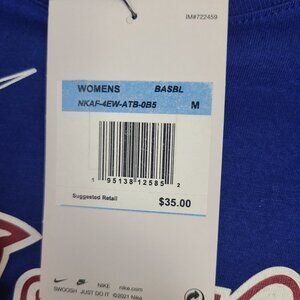 IM#722459
WOMENS BASBL
NKAF-4EW-ATB-0B5 M
1 95138 12585 2
Suggested Retail
$35.00
NIKE nike.com
SWOOSH JUST DO IT ©2021 Nike